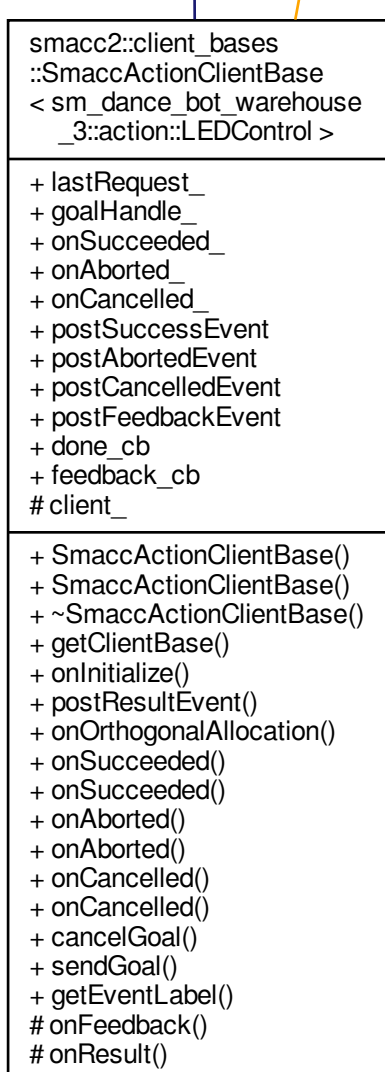 smacc2::client_bases
::SmaccActionClientBase
< sm_dance_bot_warehouse
_3::action::LEDControl >
+ lastRequest_
+ goalHandle_
+ onSucceeded_
+ onAborted_
+ onCancelled_
+ postSuccessEvent
+ postAbortedEvent
+ postCancelledEvent
+ postFeedbackEvent
+ done_cb
+ feedback_cb
# client_
+ SmaccActionClientBase()
+ SmaccActionClientBase()
+ ~SmaccActionClientBase()
+ getClientBase()
+ onInitialize()
+ postResultEvent()
+ onOrthogonalAllocation()
+ onSucceeded()
+ onSucceeded()
+ onAborted()
+ onAborted()
+ onCancelled()
+ onCancelled()
+ cancelGoal()
+ sendGoal()
+ getEventLabel()
# onFeedback()
# onResult()